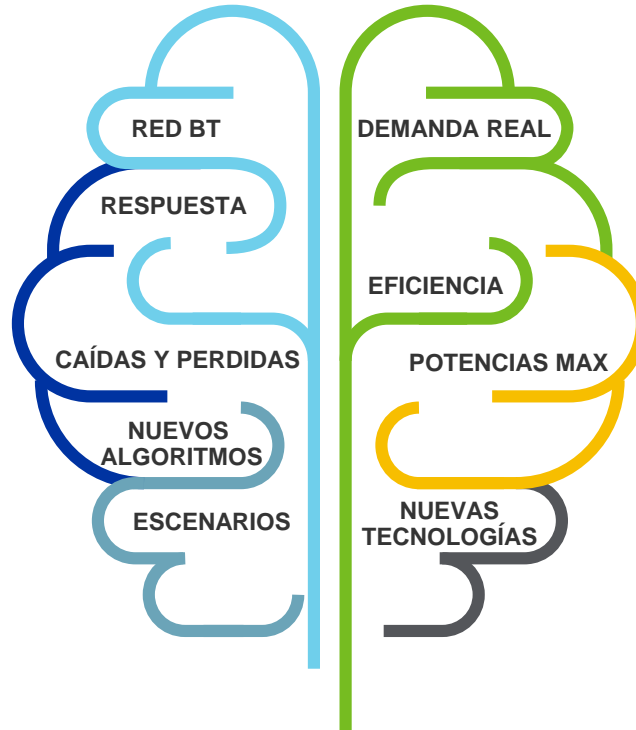 RED BT
RESPUESTA
CAÍDAS Y PERDIDAS
NUEVOS
ALGORITMOS
ESCENARIOS
DEMANDA REAL
EFICIENCIA
POTENCIAS MAX
NUEVAS
TECNOLOGÍAS